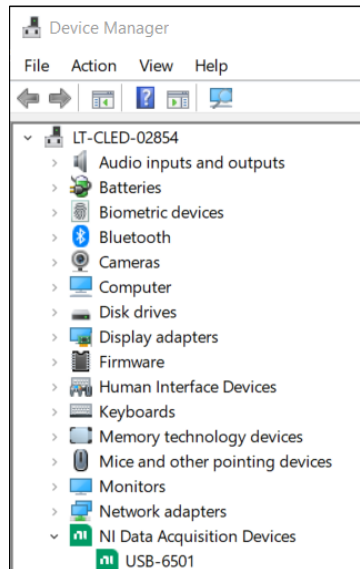 Device Manager
File Action View Help
LT-CLED-02854
Audio inputs and outputs
Batteries
Biometric devices
Bluetooth
Cameras
Computer
Disk drives
Display adapters
Firmware
Human Interface Devices
Keyboards
Memory technology devices
Mice and other pointing devices
Monitors
Network adapters
NI Data Acquisition Devices
USB-6501